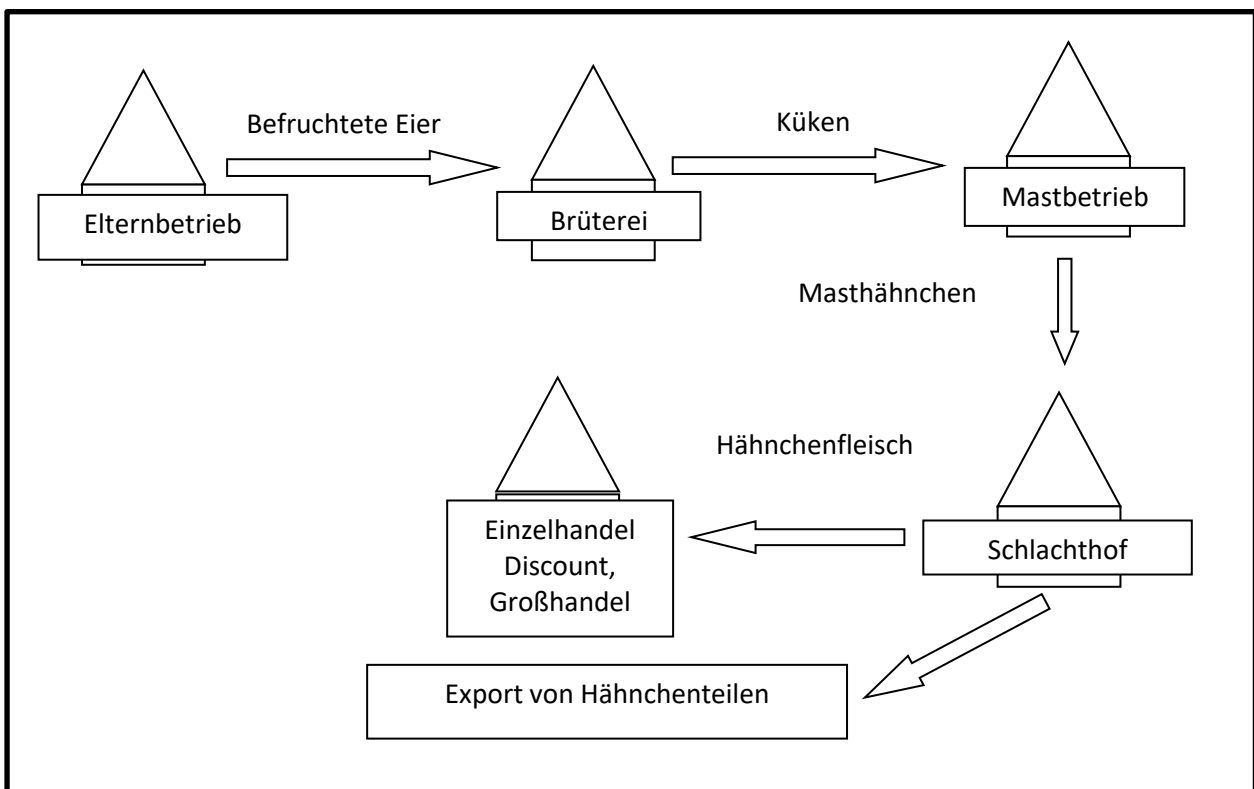 Befruchtete Eier
Küken
Elternbetrieb
Brüterei
Mastbetrieb
Masthähnchen
Hähnchenfleisch
Schlachthof
Einzelhandel
Discount,
Großhandel
Export von Hähnchenteilen